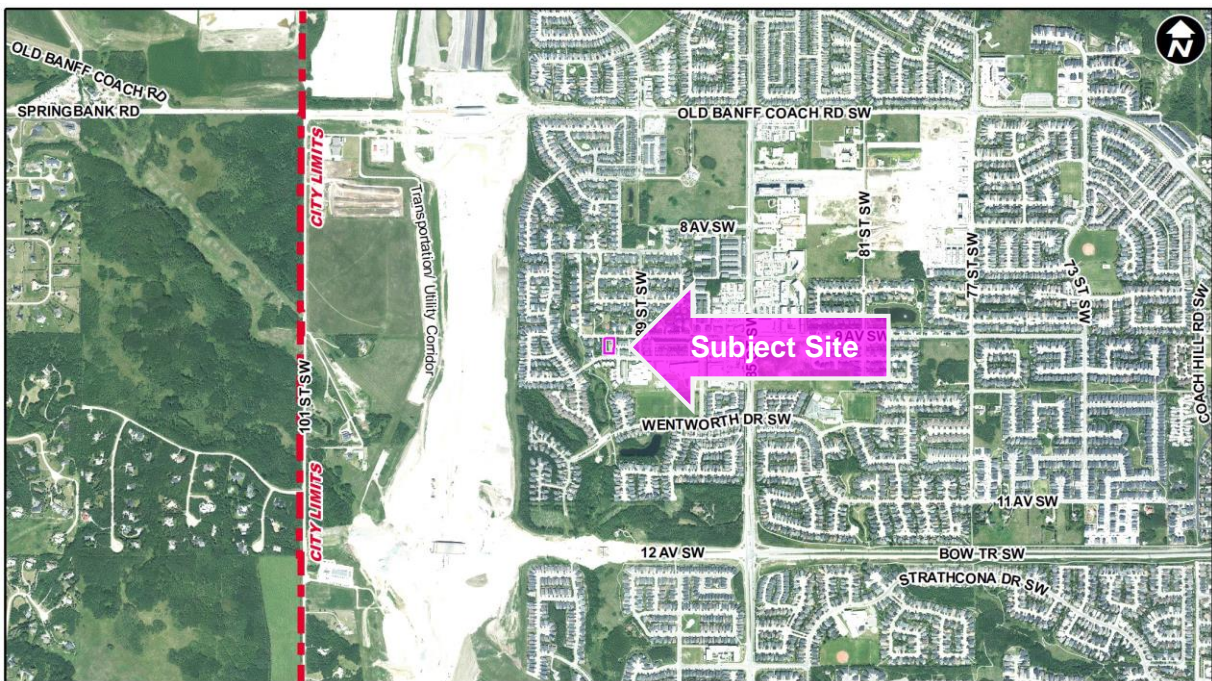 N
OLD BANFF COACH RD
SPRINGBANK RD
OLD BANFF COACH RD SW
CITY LIMITS
Transportation/ Utility Corridor
8 AV SW
81 ST SW
77 ST SW
73 ST SW
COACH HILL RD SW
89 ST SW
Subject Site
9 AV SW
101 ST SW
WENTWORTH DR SW
CITY LIMITS
11 AV SW
12 AV SW
BOW TR SW
STRATHCONA DR SW